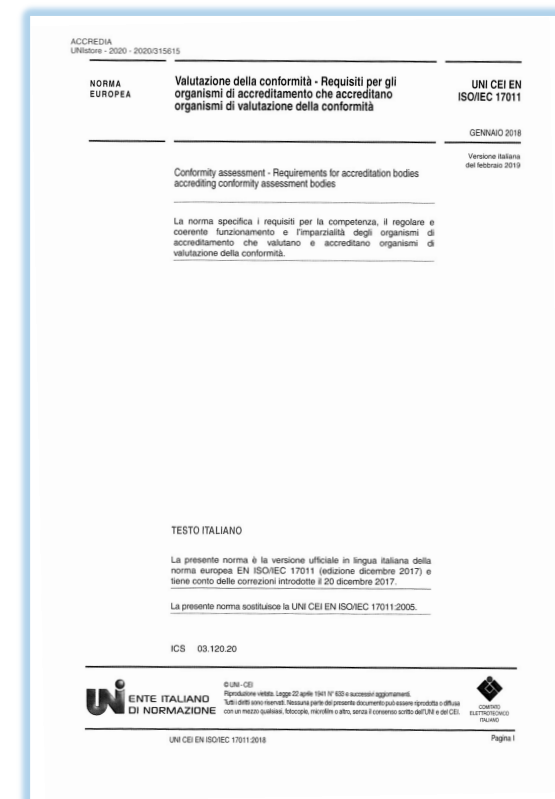 ACCREDIA
UNIstore - 2020 - 2020/315615
NORMA
EUROPEA
Valutazione della conformità - Requisiti per gli
organismi di accreditamento che accreditano
organismi di valutazione della conformità
UNI CEI EN
ISO/IEC 17011
GENNAIO 2018
Versione italiana
del febbraio 2019
Conformity assessment - Requirements for accreditation bodies
accrediting conformity assessment bodies
La norma specifica i requisiti per la competenza, il regolare e
coerente funzionamento e l'imparzialità degli organismi di
accreditamento che valutano e accreditano organismi di
valutazione della conformità.
TESTO ITALIANO
La presente norma è la versione ufficiale in lingua italiana della
norma europea EN ISO/IEC 17011 (edizione dicembre 2017) e
tiene conto delle correzioni introdotte il 20 dicembre 2017.
La presente norma sostituisce la UNI CEI EN ISO/IEC 17011:2005.
ICS 03.120.20
UNI
ENTE ITALIANO
DI NORMAZIONE
© UNI - CEI
Riproduzione vietata. Legge 22 aprile 1941 N° 633 e successivi aggiornamenti.
Tutti i diritti sono riservati. Nessuna parte del presente documento può essere riprodotta o diffusa
con un mezzo qualsiasi, fotocopie, microfilm o altro, senza il consenso scritto dell'UNI e del CEI.
COMITATO
ELETTROTECNICO
ITALIANO
UNI CEI EN ISO/IEC 17011:2018
Pagina I